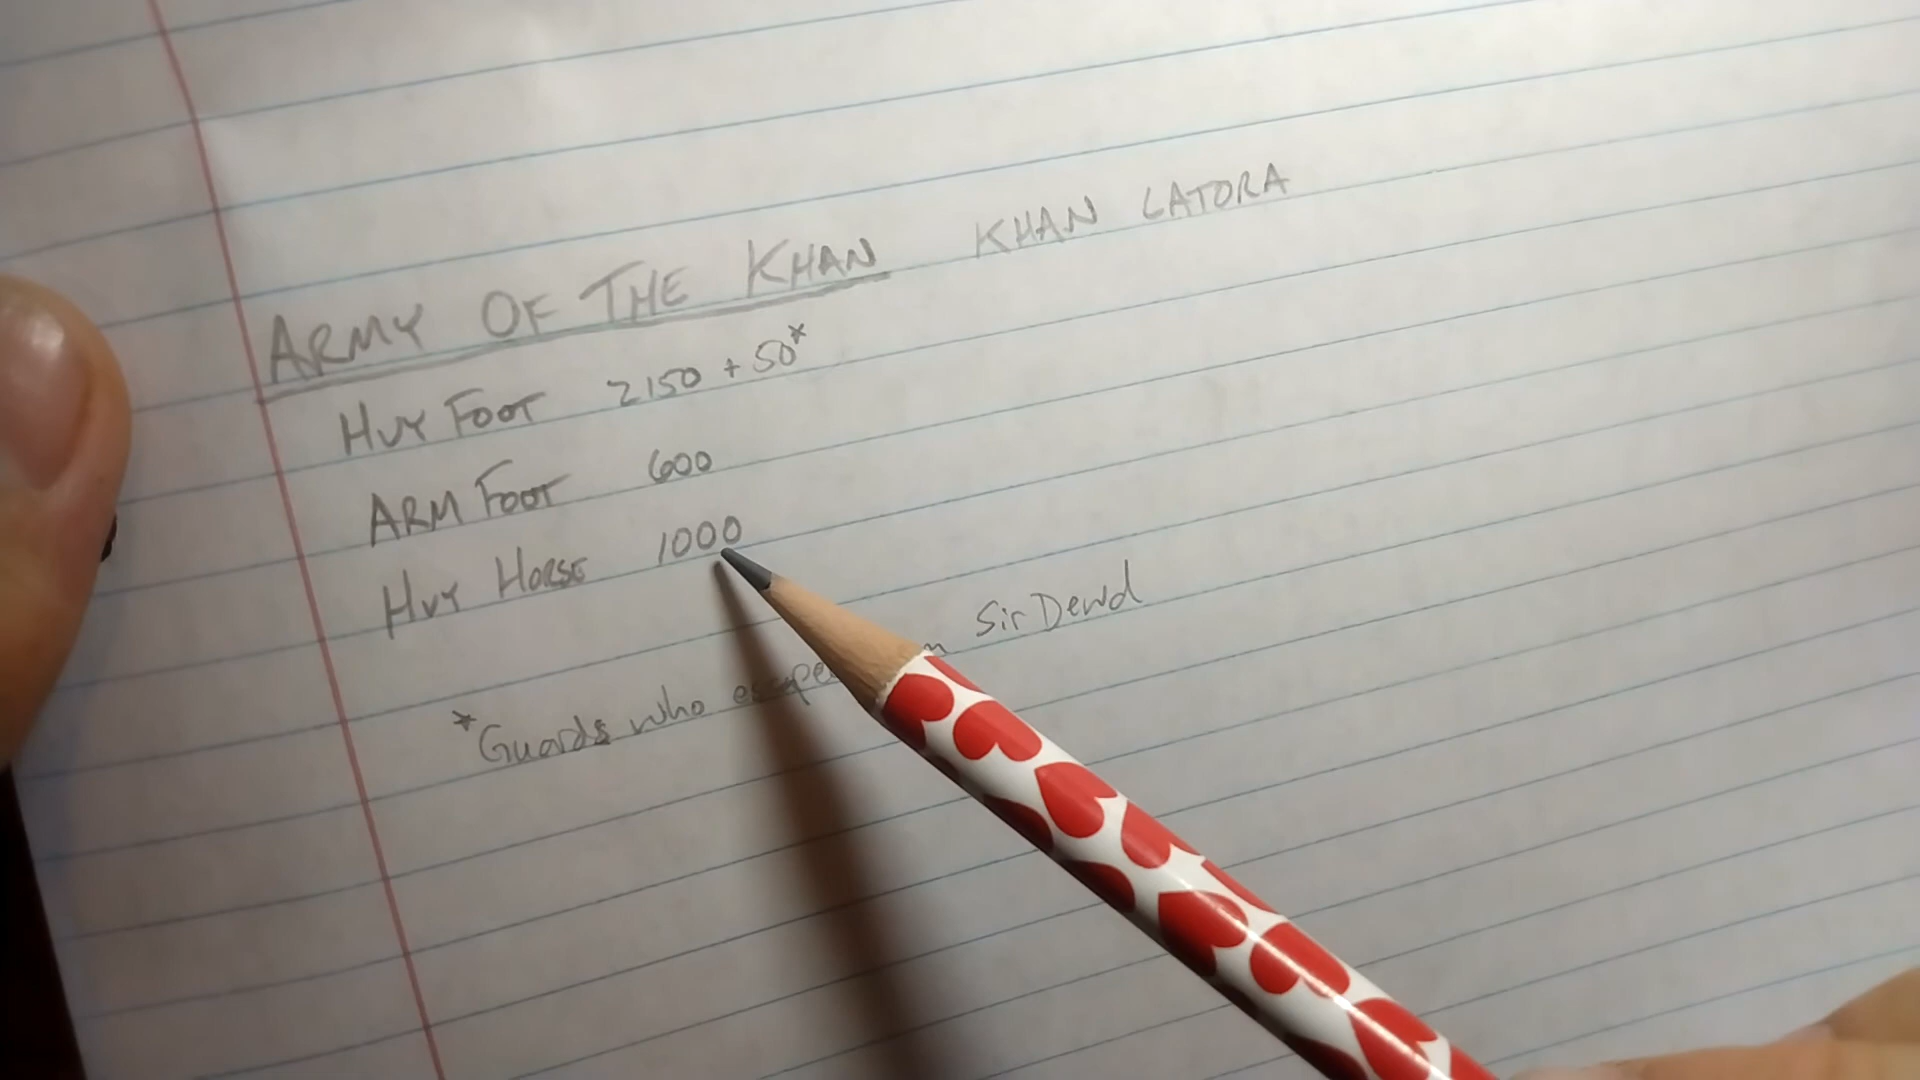 ARMY OF THE KHAN KHAN LATORA
HVY FOOT 2150 + 50*
ARM FOOT 600
HVY HORSE 1000
*Guards who Sir Dewd